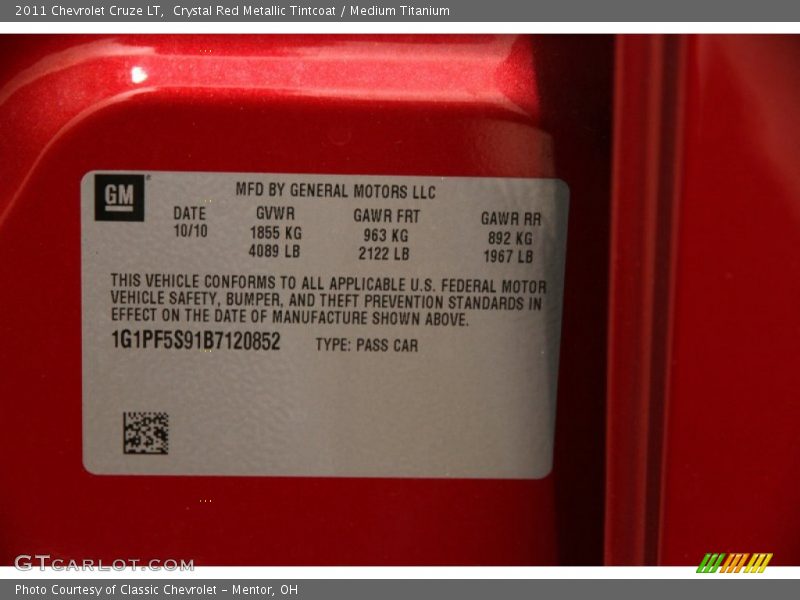 2011 Chevrolet Cruze LT,  Crystal Red Metallic Tintcoat / Medium Titanium
GM
MFD BY GENERAL MOTORS LLC
DATE GVWR GAWR FRT GAWR RR
10/10 1855 KG 963 KG 892 KG
4089 LB 2122 LB 1967 LB
THIS VEHICLE CONFORMS TO ALL APPLICABLE U.S. FEDERAL MOTOR
VEHICLE SAFETY, BUMPER, AND THEFT PREVENTION STANDARDS IN
EFFECT ON THE DATE OF MANUFACTURE SHOWN ABOVE.
1G1PF5S91B7120852 TYPE: PASS CAR
GTCARLOT.COM
Photo Courtesy of Classic Chevrolet - Mentor, OH